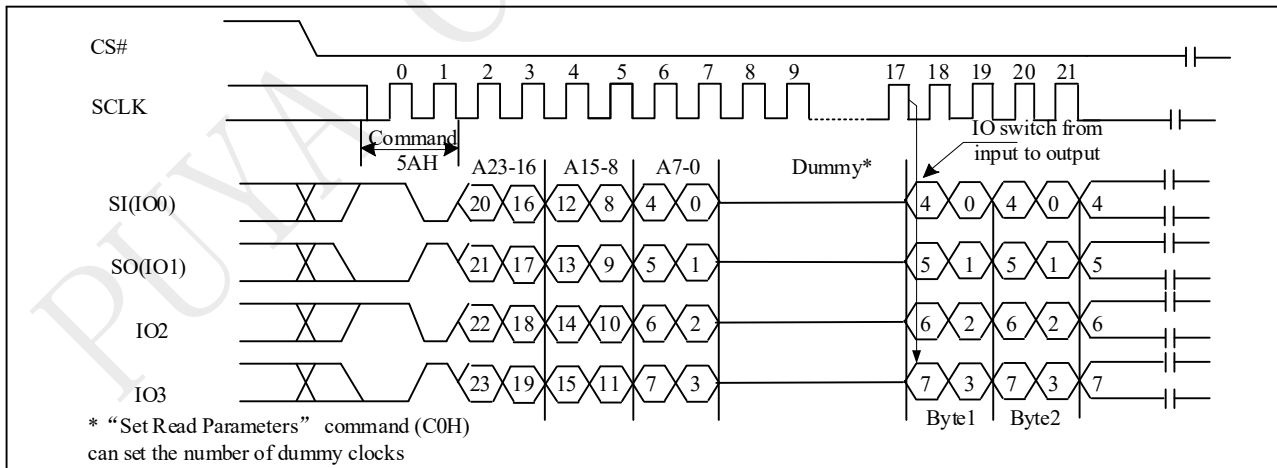 PUYA
CS#
0 1 2 3 4 5 6 7 8 9 17 18 19 20 21
SCLK
Command
5AH
IO switch from
input to output
A23-16 A15-8 A7-0 Dummy*
SI(IO0) 20 16 12 8 4 0 4 0 4 0 4
SO(IO1) 21 17 13 9 5 1 5 1 5 1 5
IO2 22 18 14 10 6 2 6 2 6 2 6
IO3 23 19 15 11 7 3 7 3 7 3 7
Byte1 Byte2
* “Set Read Parameters” command (C0H)
can set the number of dummy clocks